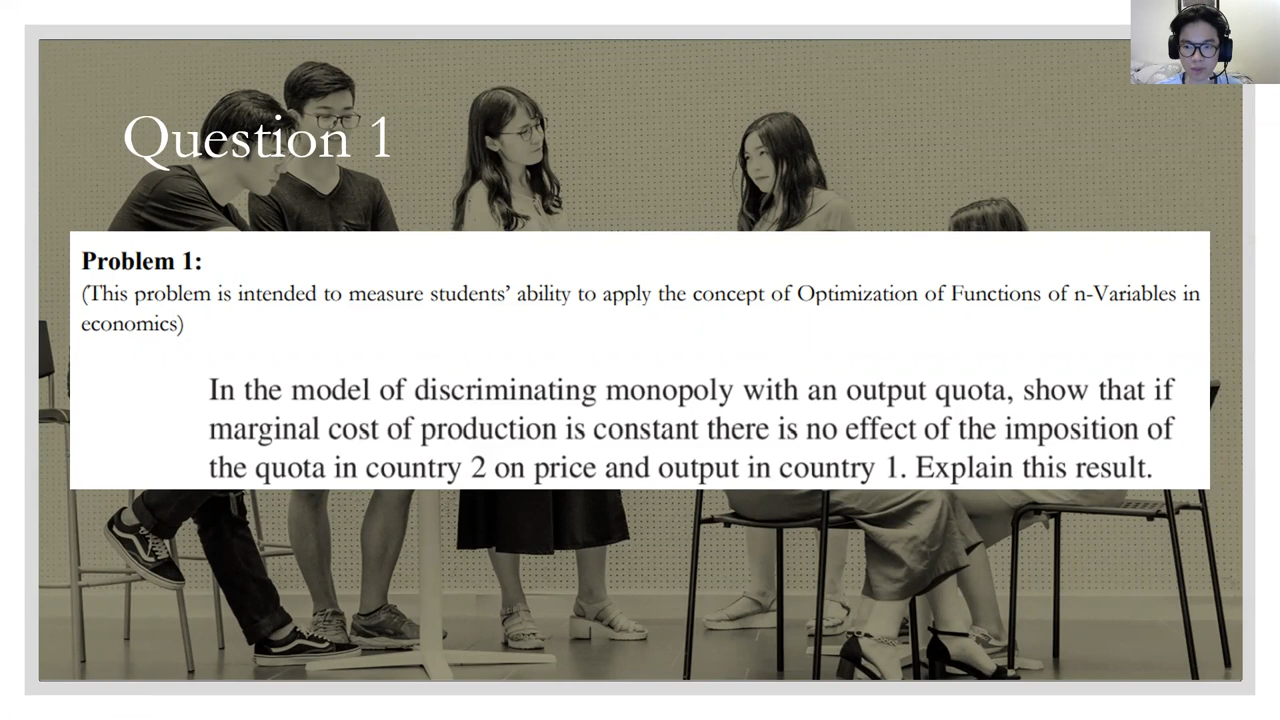 Question 1
Problem 1:
(This problem is intended to measure students’ ability to apply the concept of Optimization of Functions of n-Variables in
economics)
In the model of discriminating monopoly with an output quota, show that if
marginal cost of production is constant there is no effect of the imposition of
the quota in country 2 on price and output in country 1. Explain this result.